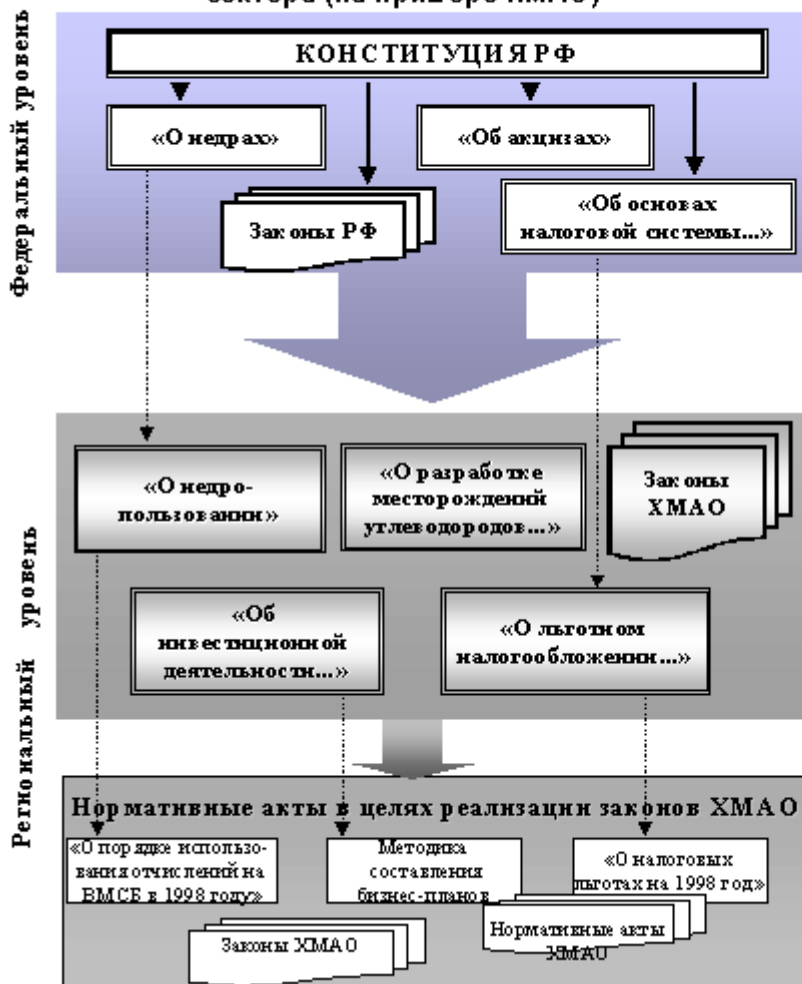 сектора (на примере ХМАО)
Федеральный уровень
КОНСТИТУЦИЯ РФ
«О недрах»
«Об акцизах»
Законы РФ
«Об основах
налоговой системы...»
Региональный уровень
«О недро-
пользовании»
«О разработке
месторождений
углеводородов...»
Законы
ХМАО
«Об
инвестиционной
деятельности...»
«О льготном
налогообложении...»
Нормативные акты в целях реализации законов ХМАО
«О порядке использо-
вания отчислений на
ВМСБ в 1998 году»
Методика
составления
бизнес-планов
«О налоговых
льготах на 1998 год»
Законы ХМАО
Нормативные акты
ХМАО